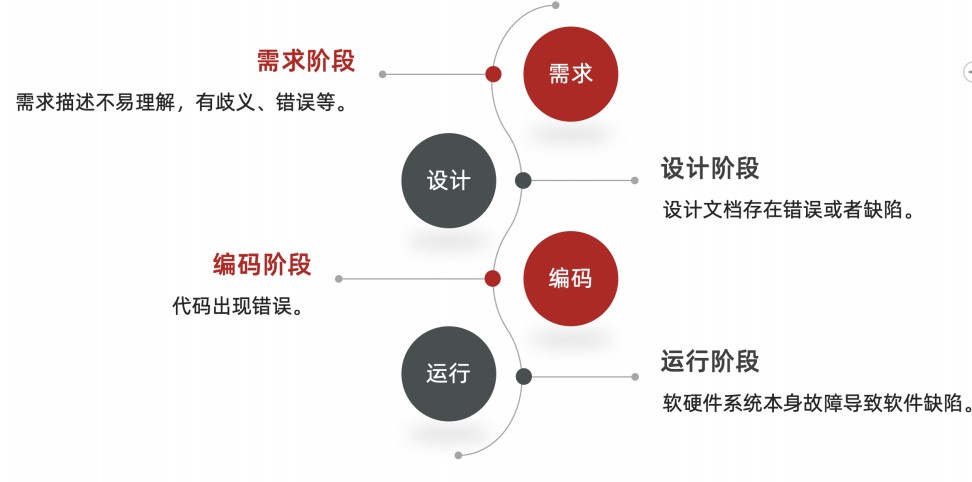 需求阶段
需求
需求描述不易理解，有歧义、错误等。
设计
设计阶段
设计文档存在错误或者缺陷。
编码阶段
编码
代码出现错误。
运行
运行阶段
软硬件系统本身故障导致软件缺陷。